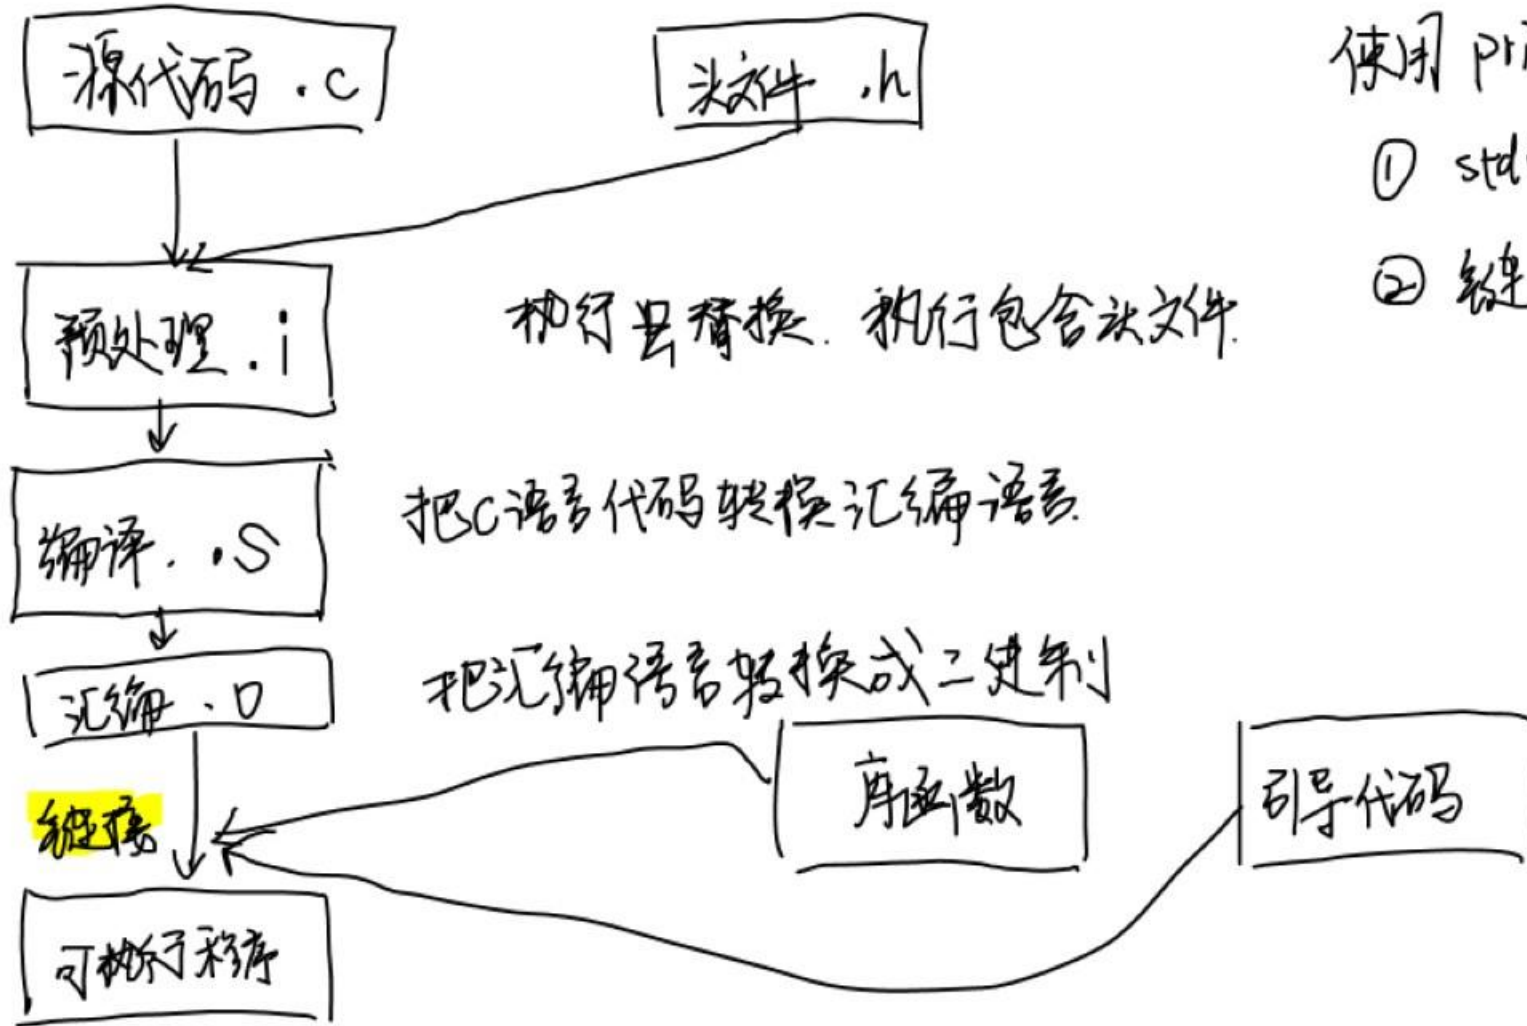 源代码 .c
头文件 .h
使用
①
②
预处理 .i
执行宏替换. 执行包含头文件.
编译. .S
把C语言代码转换汇编语言.
汇编 .o
把汇编语言转换成二进制
链接
库函数
引导代码
可执行程序